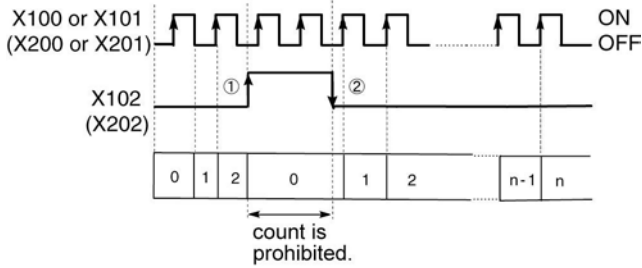 X100 or X101 ON
(X200 or X201) OFF
① ②
X102
(X202)
0 1 2 0 1 2 n-1 n
count is
prohibited.